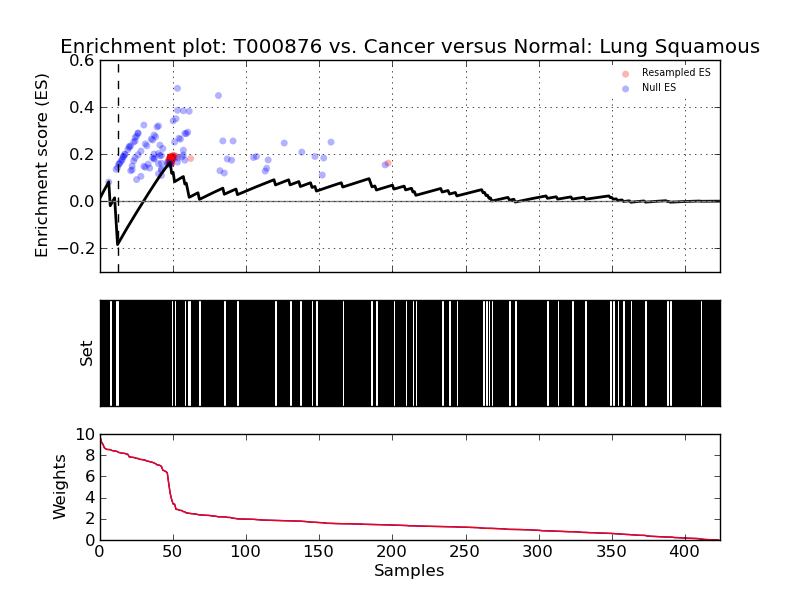 Enrichment plot: T000876 vs. Cancer versus Normal: Lung Squamous
0.6
0.4
0.2
0.0
−0.2
Enrichment score (ES)
Resampled ES
Null ES
Set
10
8
6
4
2
0
Weights
0 50 100 150 200 250 300 350 400
Samples